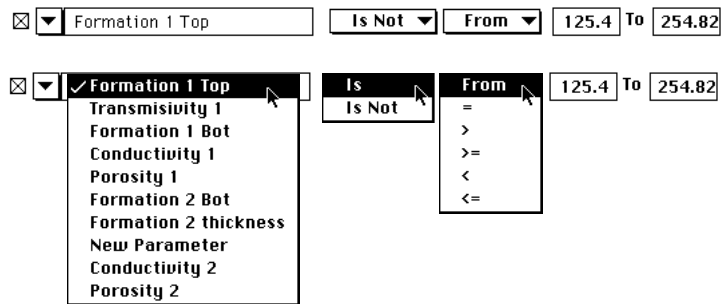 Formation 1 Top Is Not From 125.4 To 254.82
Formation 1 Top Is From 125.4 To 254.82
Transmisivity 1 Is Not =
Formation 1 Bot >
Conductivity 1 >=
Porosity 1 <
Formation 2 Bot <=
Formation 2 thickness
New Parameter
Conductivity 2
Porosity 2